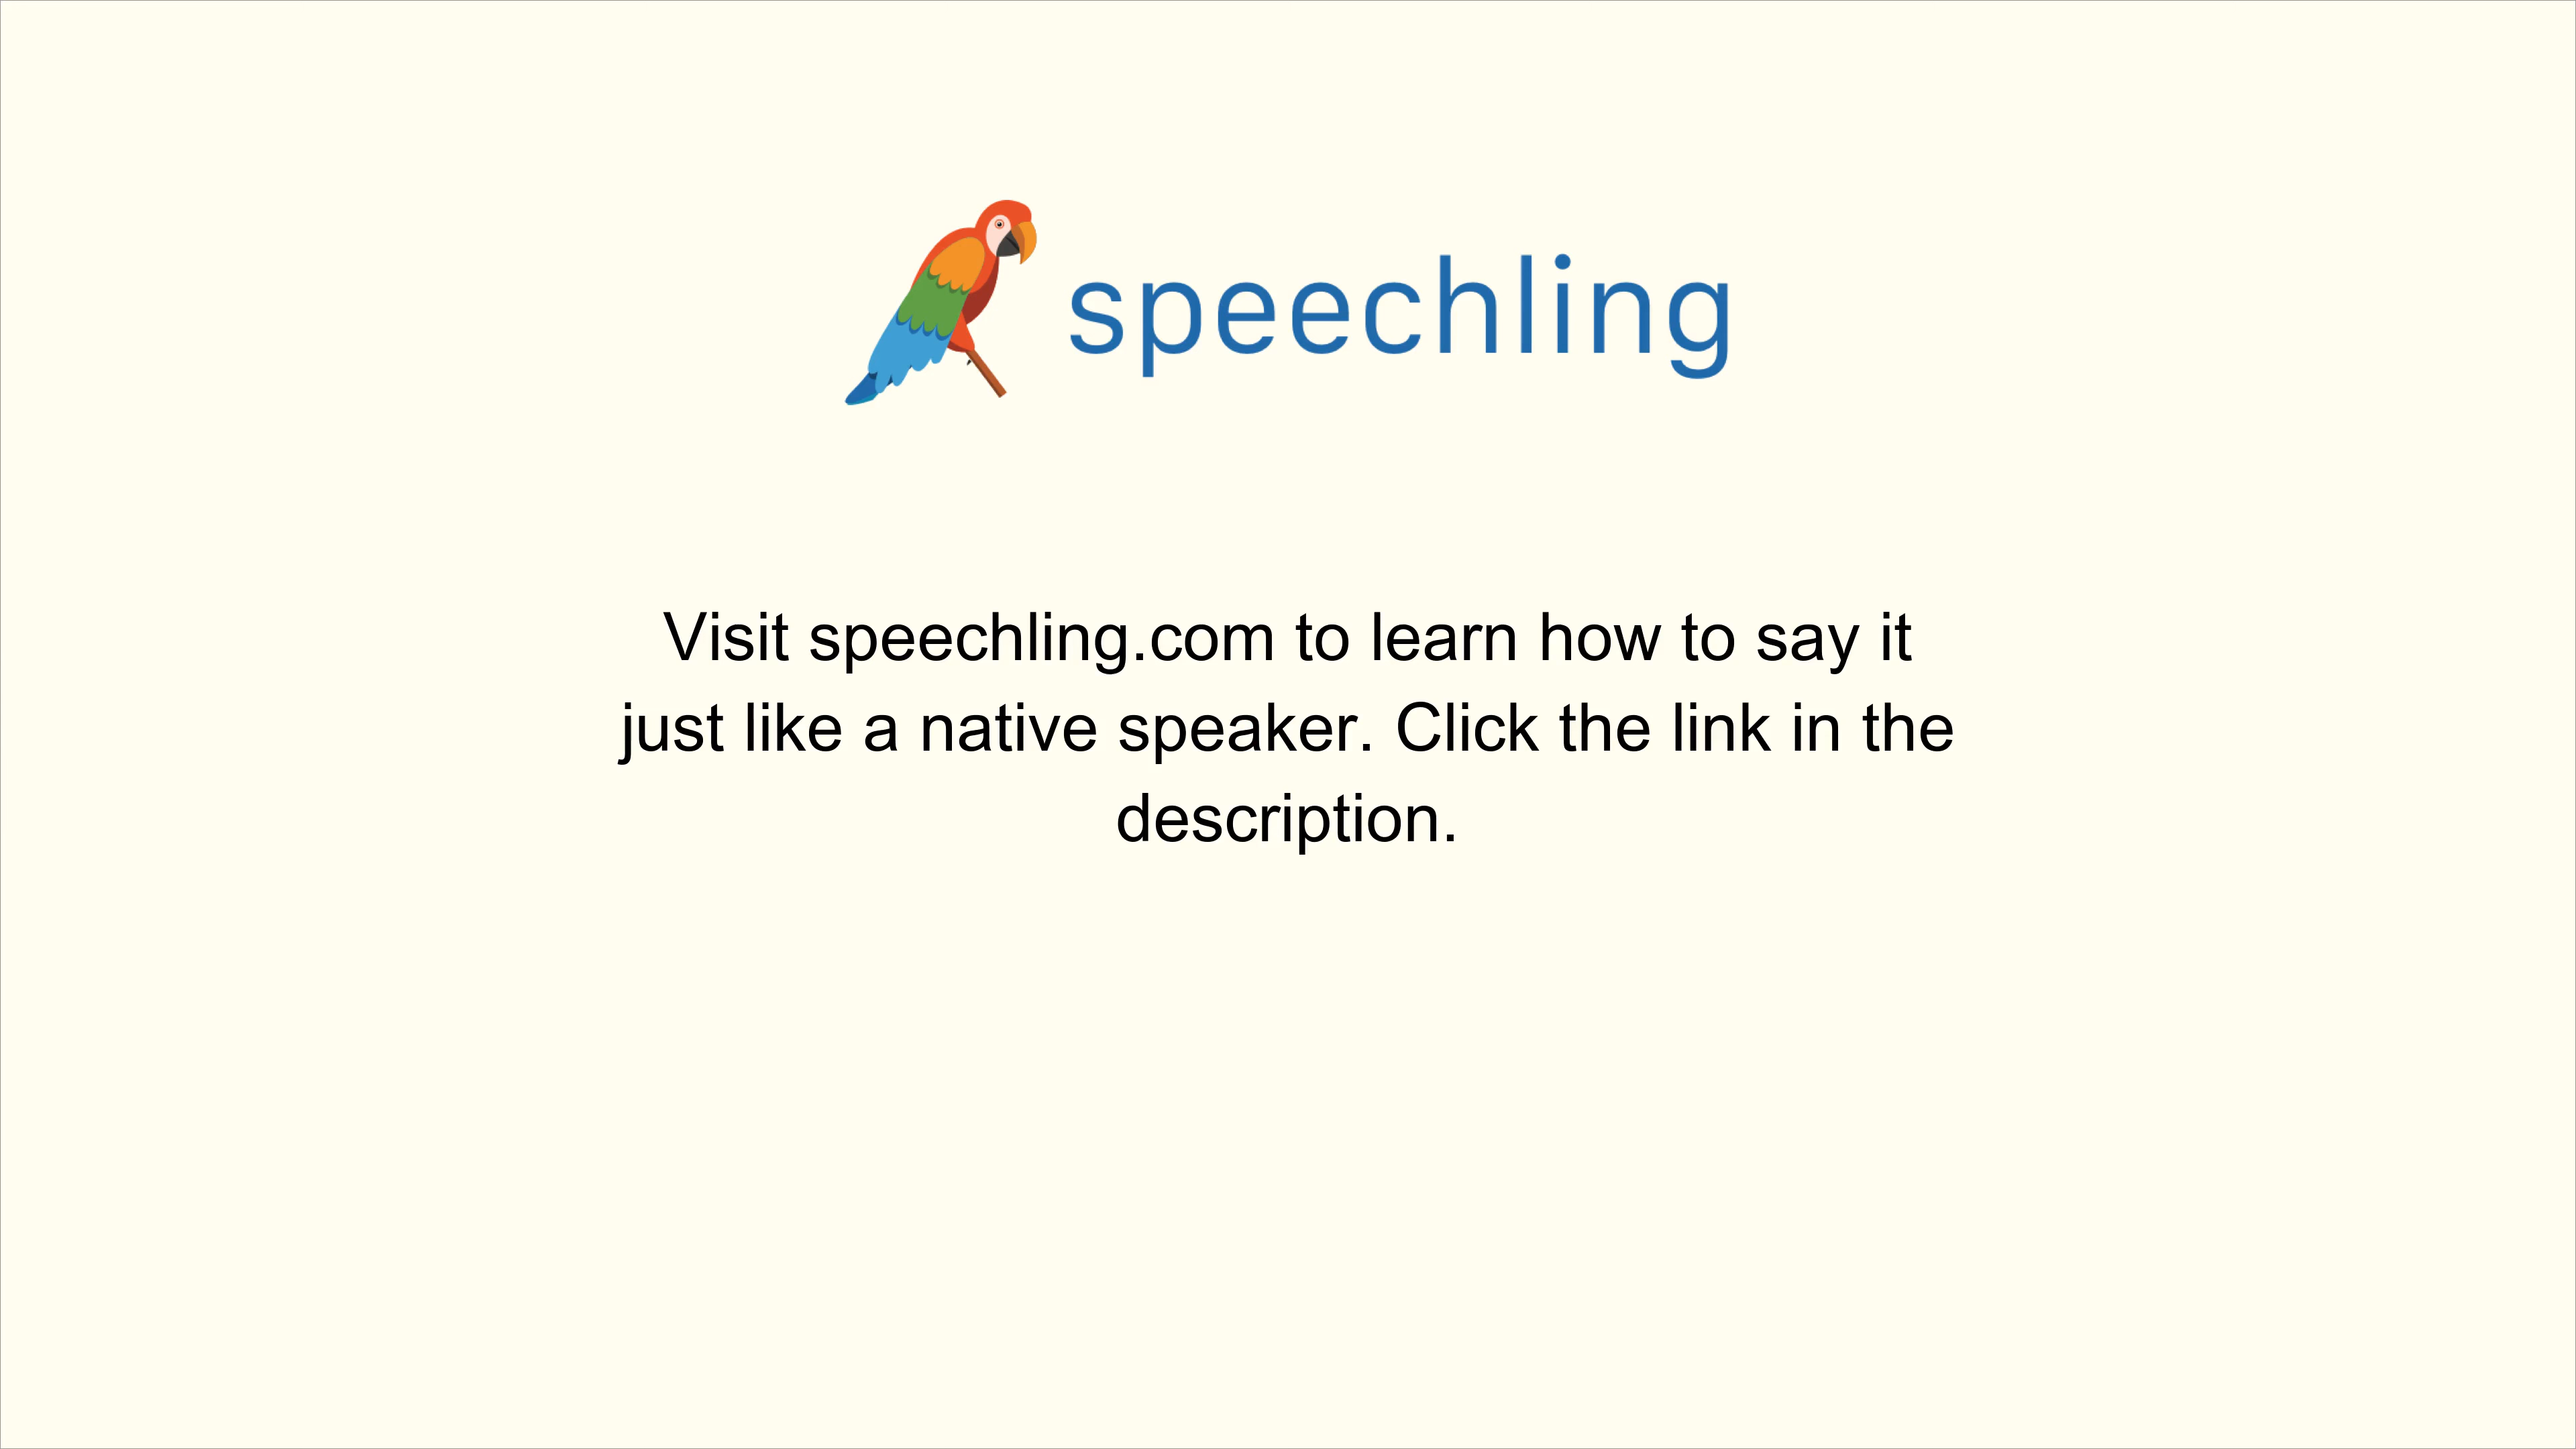 speechling
Visit speechling.com to learn how to say it
just like a native speaker. Click the link in the
description.